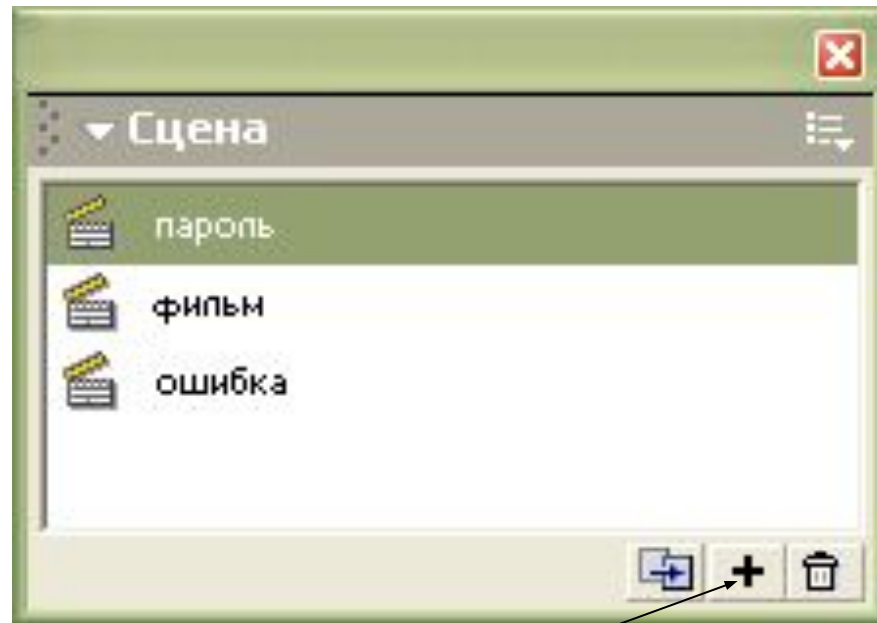 Сцена
пароль
фильм
ошибка